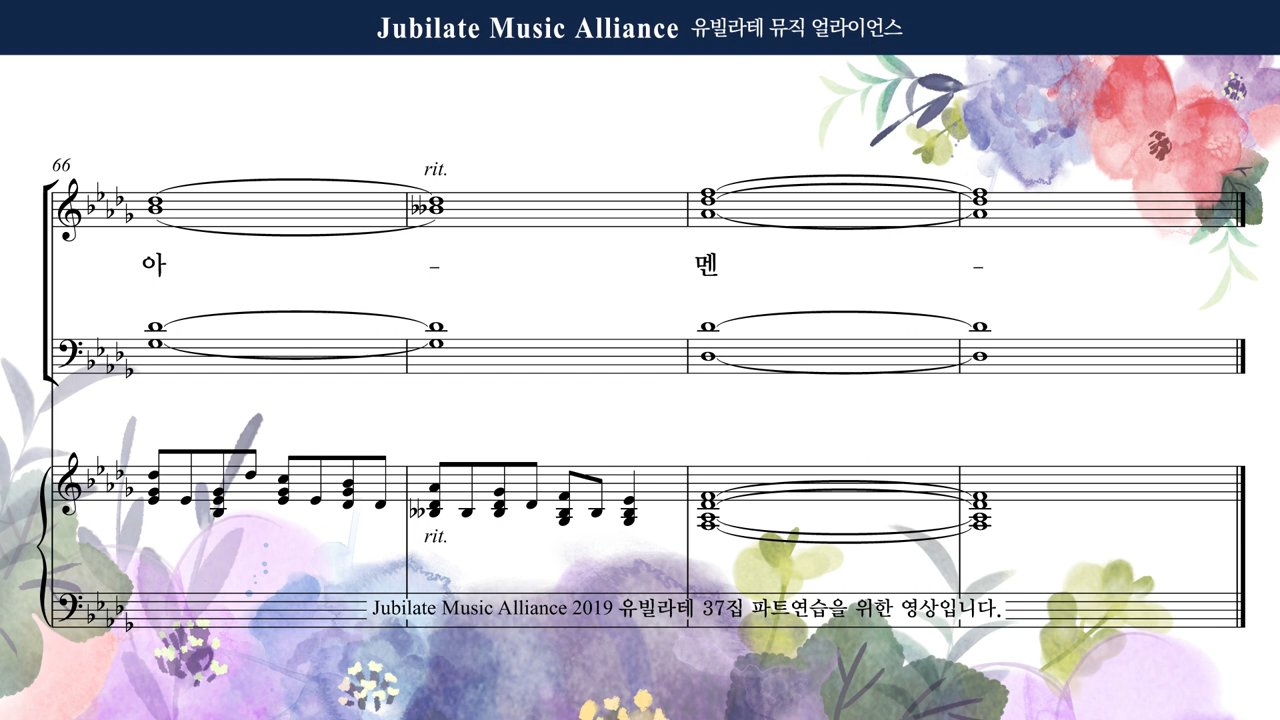 Jubilate Music Alliance 유빌라테 뮤직 얼라이언스
66
rit.
아 – 멘 –
rit.
Jubilate Music Alliance 2019 유빌라테 37집 파트연습을 위한 영상입니다.